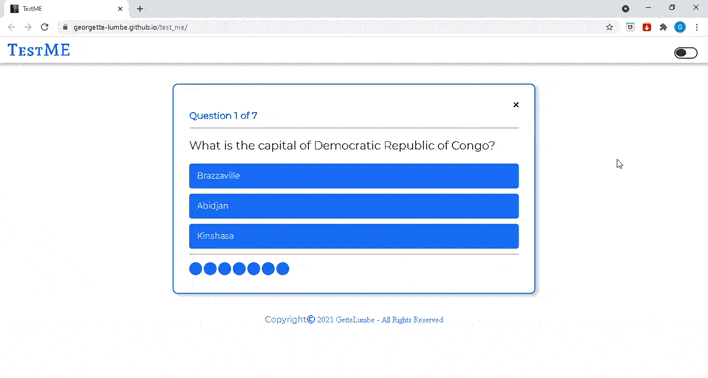 TestME
georgette-lumbe.github.io/test_me/
G
TESTME
Question 1 of 7
What is the capital of Democratic Republic of Congo?
Brazzaville
Abidjan
Kinshasa
Copyright© 2021 GetteLumbe - All Rights Reserved